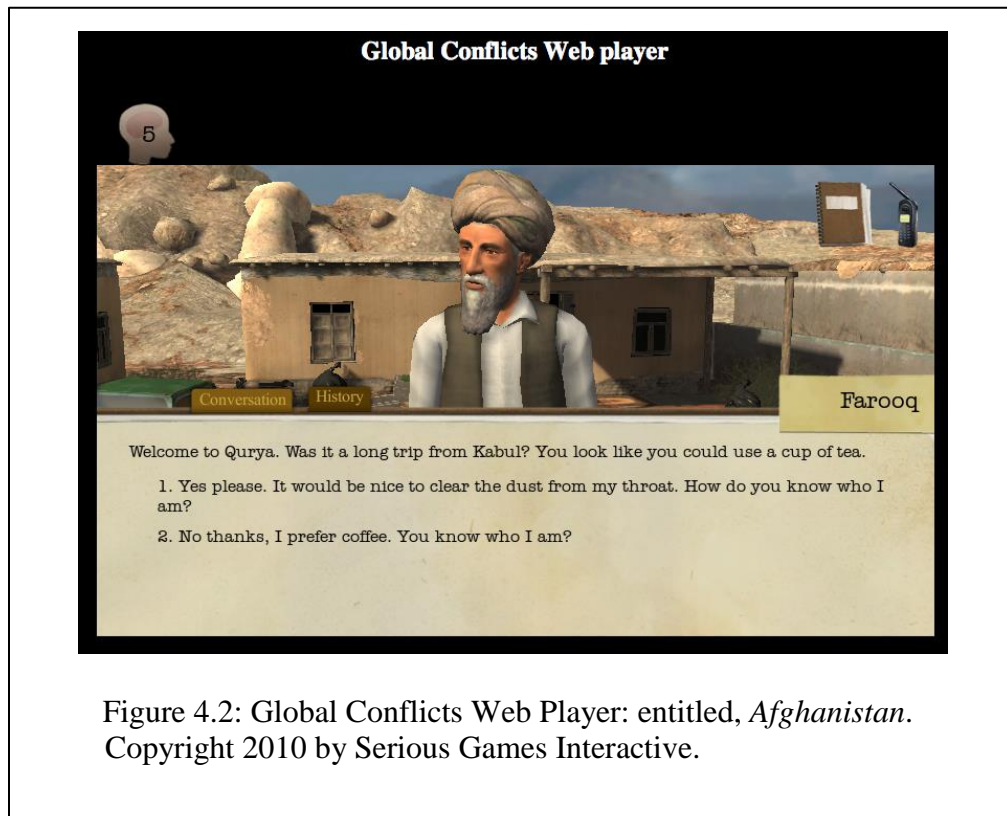 Global Conflicts Web player
5
Conversation
History
Farooq
Welcome to Qurya. Was it a long trip from Kabul? You look like you could use a cup of tea.
1. Yes please. It would be nice to clear the dust from my throat. How do you know who I
am?
2. No thanks, I prefer coffee. You know who I am?
Figure 4.2: Global Conflicts Web Player: entitled, Afghanistan.
Copyright 2010 by Serious Games Interactive.